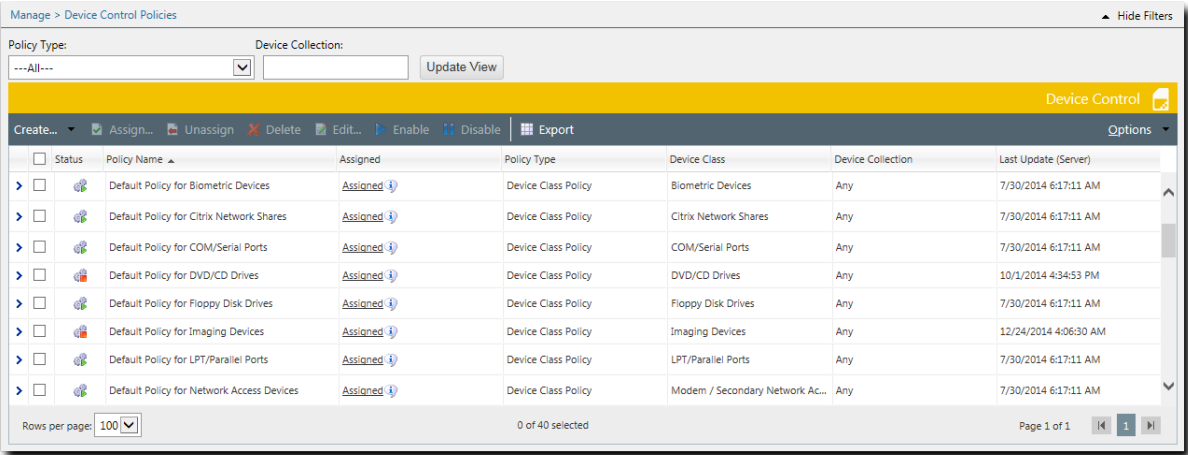 Manage > Device Control Policies Hide Filters
Policy Type: Device Collection:
---All--- Update View
Device Control
Create... Assign... Unassign Delete Edit... Enable Disable Export Options
Status Policy Name Assigned Policy Type Device Class Device Collection Last Update (Server)
Default Policy for Biometric Devices Assigned Device Class Policy Biometric Devices Any 7/30/2014 6:17:11 AM
Default Policy for Citrix Network Shares Assigned Device Class Policy Citrix Network Shares Any 7/30/2014 6:17:11 AM
Default Policy for COM/Serial Ports Assigned Device Class Policy COM/Serial Ports Any 7/30/2014 6:17:11 AM
Default Policy for DVD/CD Drives Assigned Device Class Policy DVD/CD Drives Any 10/1/2014 4:34:53 PM
Default Policy for Floppy Disk Drives Assigned Device Class Policy Floppy Disk Drives Any 7/30/2014 6:17:11 AM
Default Policy for Imaging Devices Assigned Device Class Policy Imaging Devices Any 12/24/2014 4:06:30 AM
Default Policy for LPT/Parallel Ports Assigned Device Class Policy LPT/Parallel Ports Any 7/30/2014 6:17:11 AM
Default Policy for Network Access Devices Assigned Device Class Policy Modem / Secondary Network Ac... Any 7/30/2014 6:17:11 AM
Rows per page: 100 0 of 40 selected Page 1 of 1 1